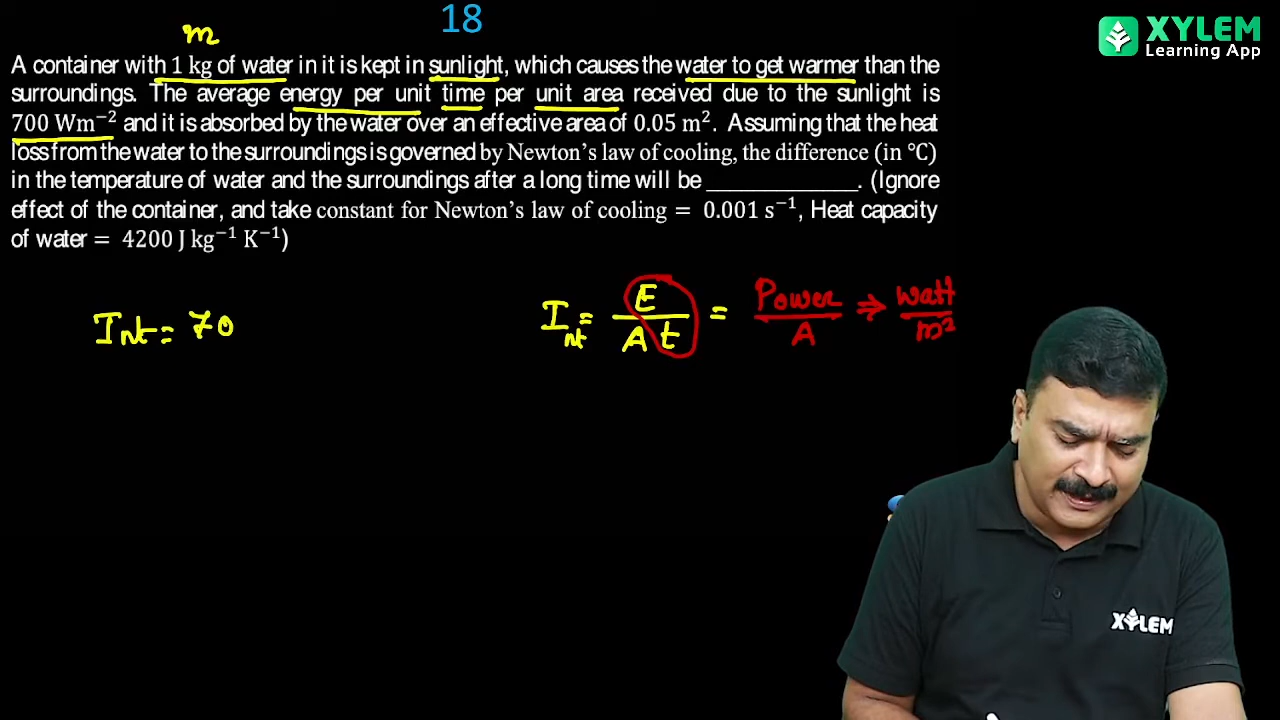 18
m
XYLEM
Learning App
A container with 1 kg of water in it is kept in sunlight, which causes the water to get warmer than the
surroundings. The average energy per unit time per unit area received due to the sunlight is
700 Wm⁻² and it is absorbed by the water over an effective area of 0.05 m². Assuming that the heat
loss from the water to the surroundings is governed by Newton's law of cooling, the difference (in °C)
in the temperature of water and the surroundings after a long time will be _____________. (Ignore
effect of the container, and take constant for Newton's law of cooling = 0.001 s⁻¹, Heat capacity
of water = 4200 J kg⁻¹ K⁻¹)
Int = 70
Int = E / A t = Power / A ⇒ Watt / m²
XYLEM